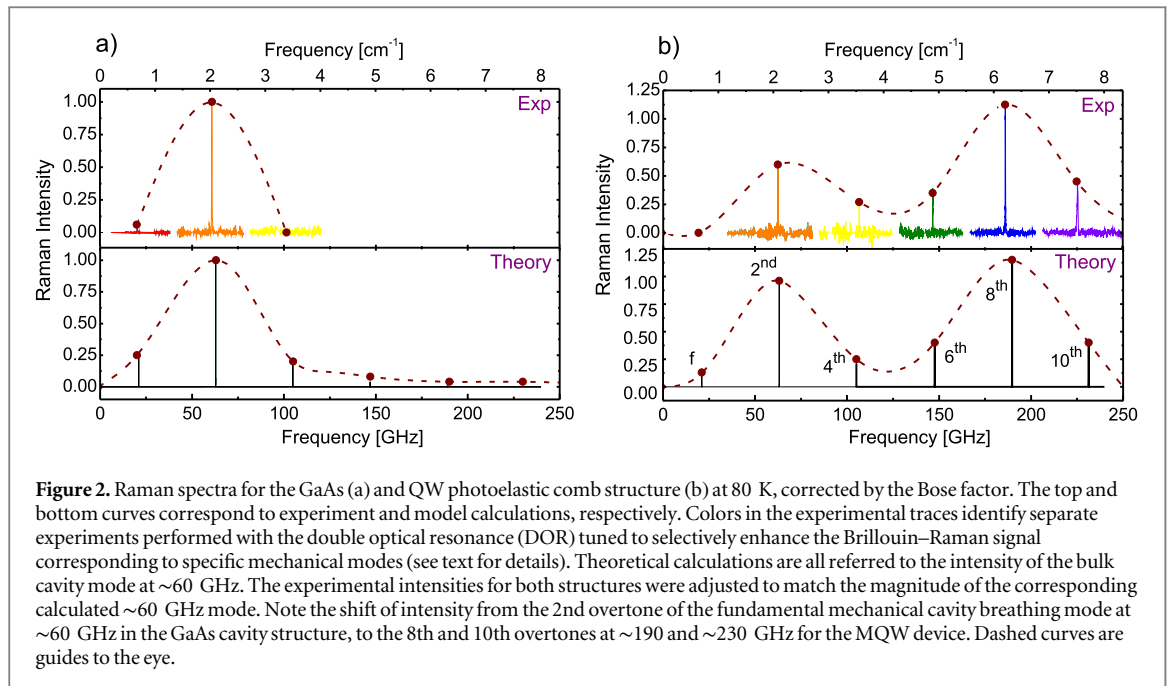 a)
Frequency [cm-1]
0 1 2 3 4 5 6 7 8
Exp
1.00
0.75
0.50
0.25
0.00
Raman Intensity
Theory
1.00
0.75
0.50
0.25
0.00
0 50 100 150 200 250
Frequency [GHz]
b)
Frequency [cm-1]
0 1 2 3 4 5 6 7 8
Exp
1.25
1.00
0.75
0.50
0.25
0.00
Raman Intensity
Theory
1.25
1.00
0.75
0.50
0.25
0.00
f
2nd
4th
6th
8th
10th
0 50 100 150 200 250
Frequency [GHz]
Figure 2. Raman spectra for the GaAs (a) and QW photoelastic comb structure (b) at 80 K, corrected by the Bose factor. The top and
bottom curves correspond to experiment and model calculations, respectively. Colors in the experimental traces identify separate
experiments performed with the double optical resonance (DOR) tuned to selectively enhance the Brillouin–Raman signal
corresponding to specific mechanical modes (see text for details). Theoretical calculations are all referred to the intensity of the bulk
cavity mode at ~60 GHz. The experimental intensities for both structures were adjusted to match the magnitude of the corresponding
calculated ~60 GHz mode. Note the shift of intensity from the 2nd overtone of the fundamental mechanical cavity breathing mode at
~60 GHz in the GaAs cavity structure, to the 8th and 10th overtones at ~190 and ~230 GHz for the MQW device. Dashed curves are
guides to the eye.